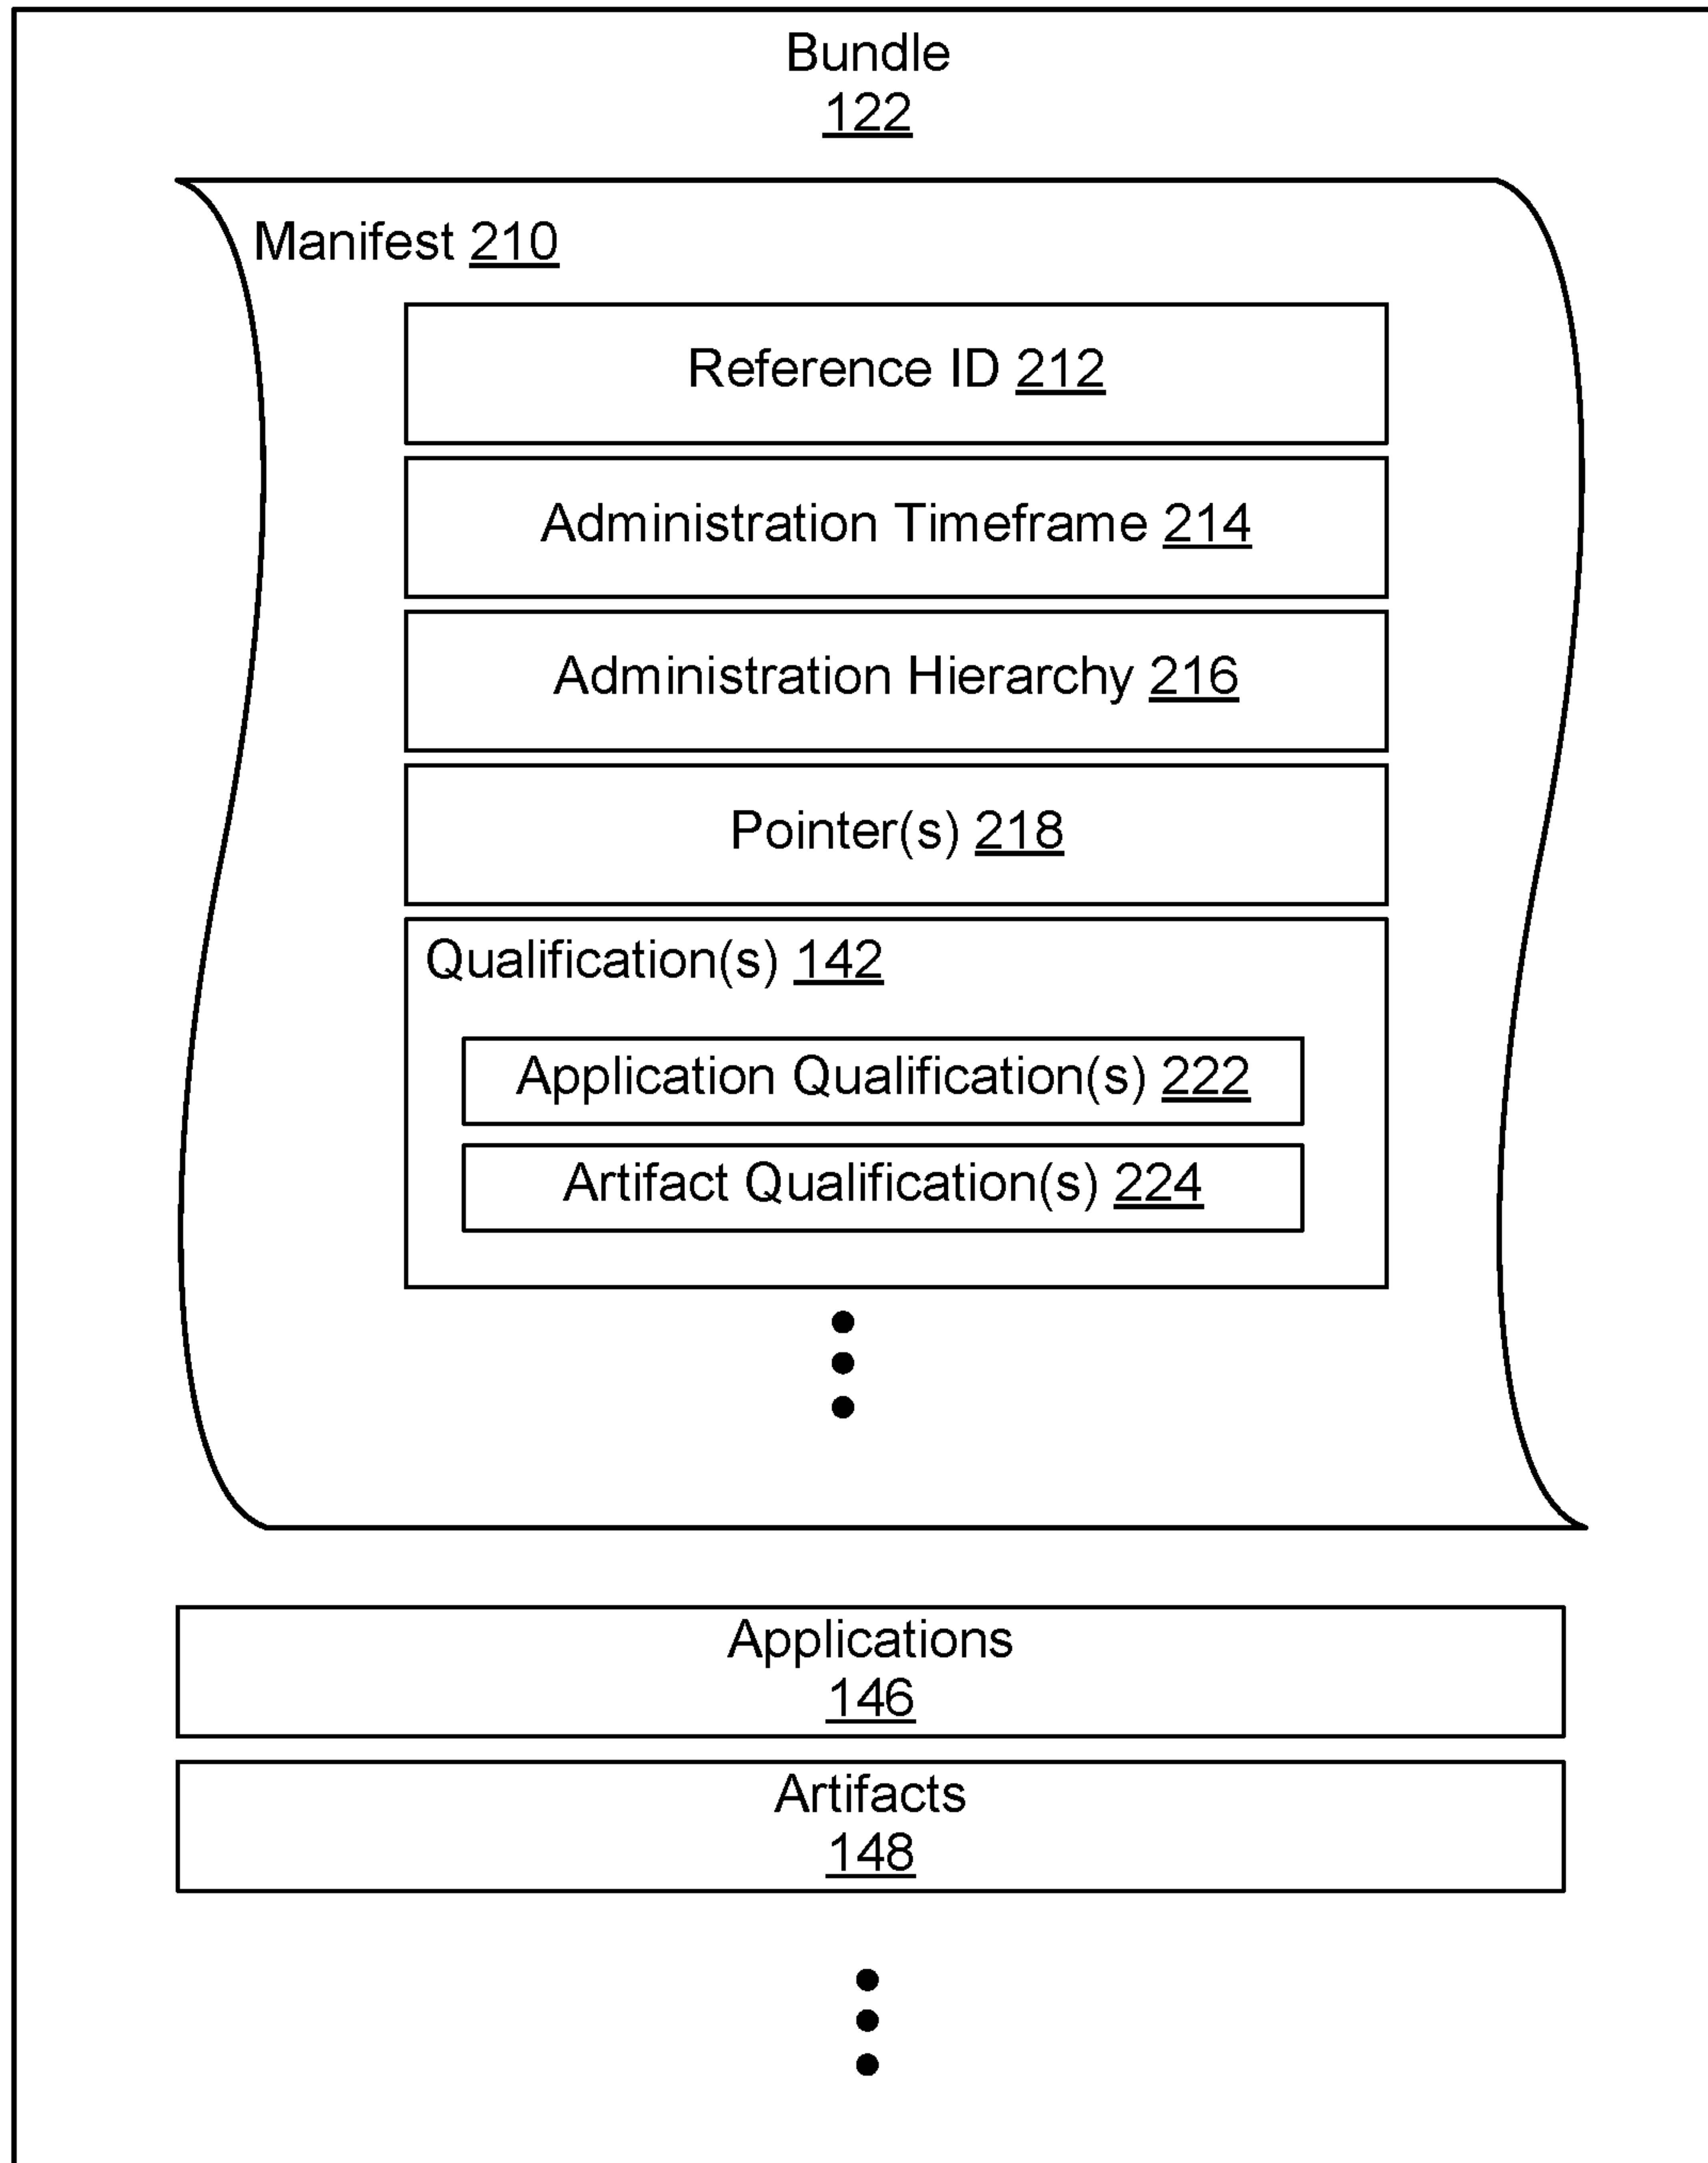 Bundle
122
Manifest 210
Reference ID 212
Administration Timeframe 214
Administration Hierarchy 216
Pointer(s) 218
Qualification(s) 142
Application Qualification(s) 222
Artifact Qualification(s) 224
Applications
146
Artifacts
148